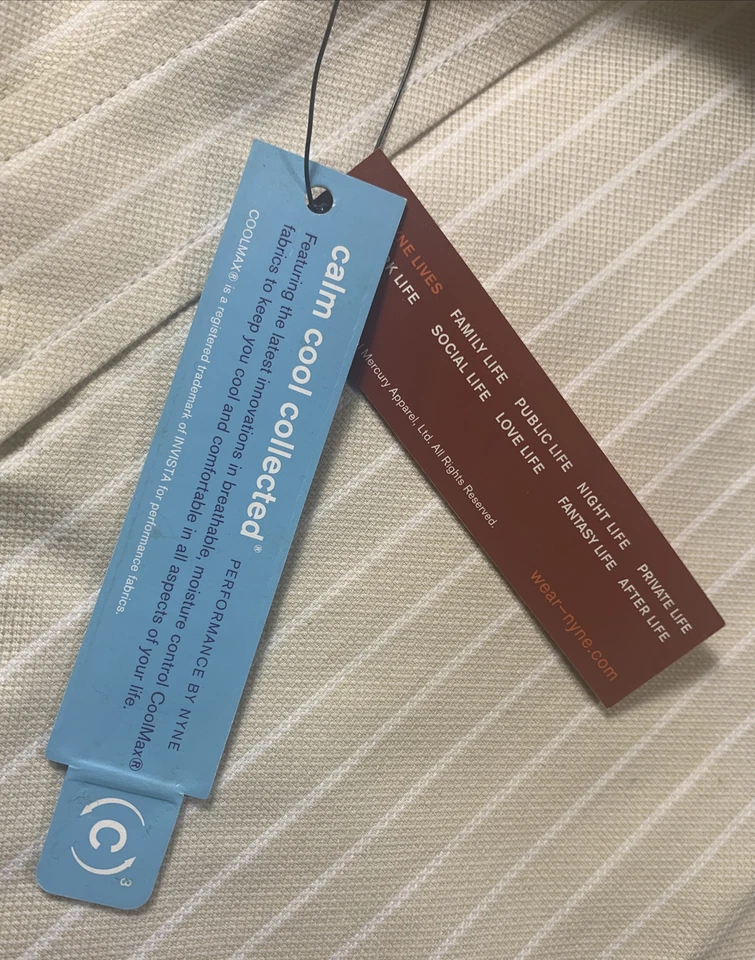 calm cool collected® PERFORMANCE BY NYNE
Featuring the latest innovations in breathable, moisture control CoolMax®
fabrics to keep you cool and comfortable in all aspects of your life.
COOLMAX® is a registered trademark of INVISTA for performance fabrics.
(C)³
NE LIVES
FAMILY LIFE PUBLIC LIFE NIGHT LIFE PRIVATE LIFE
K LIFE SOCIAL LIFE LOVE LIFE FANTASY LIFE AFTER LIFE
wear-nyne.com
Mercury Apparel, Ltd. All Rights Reserved.